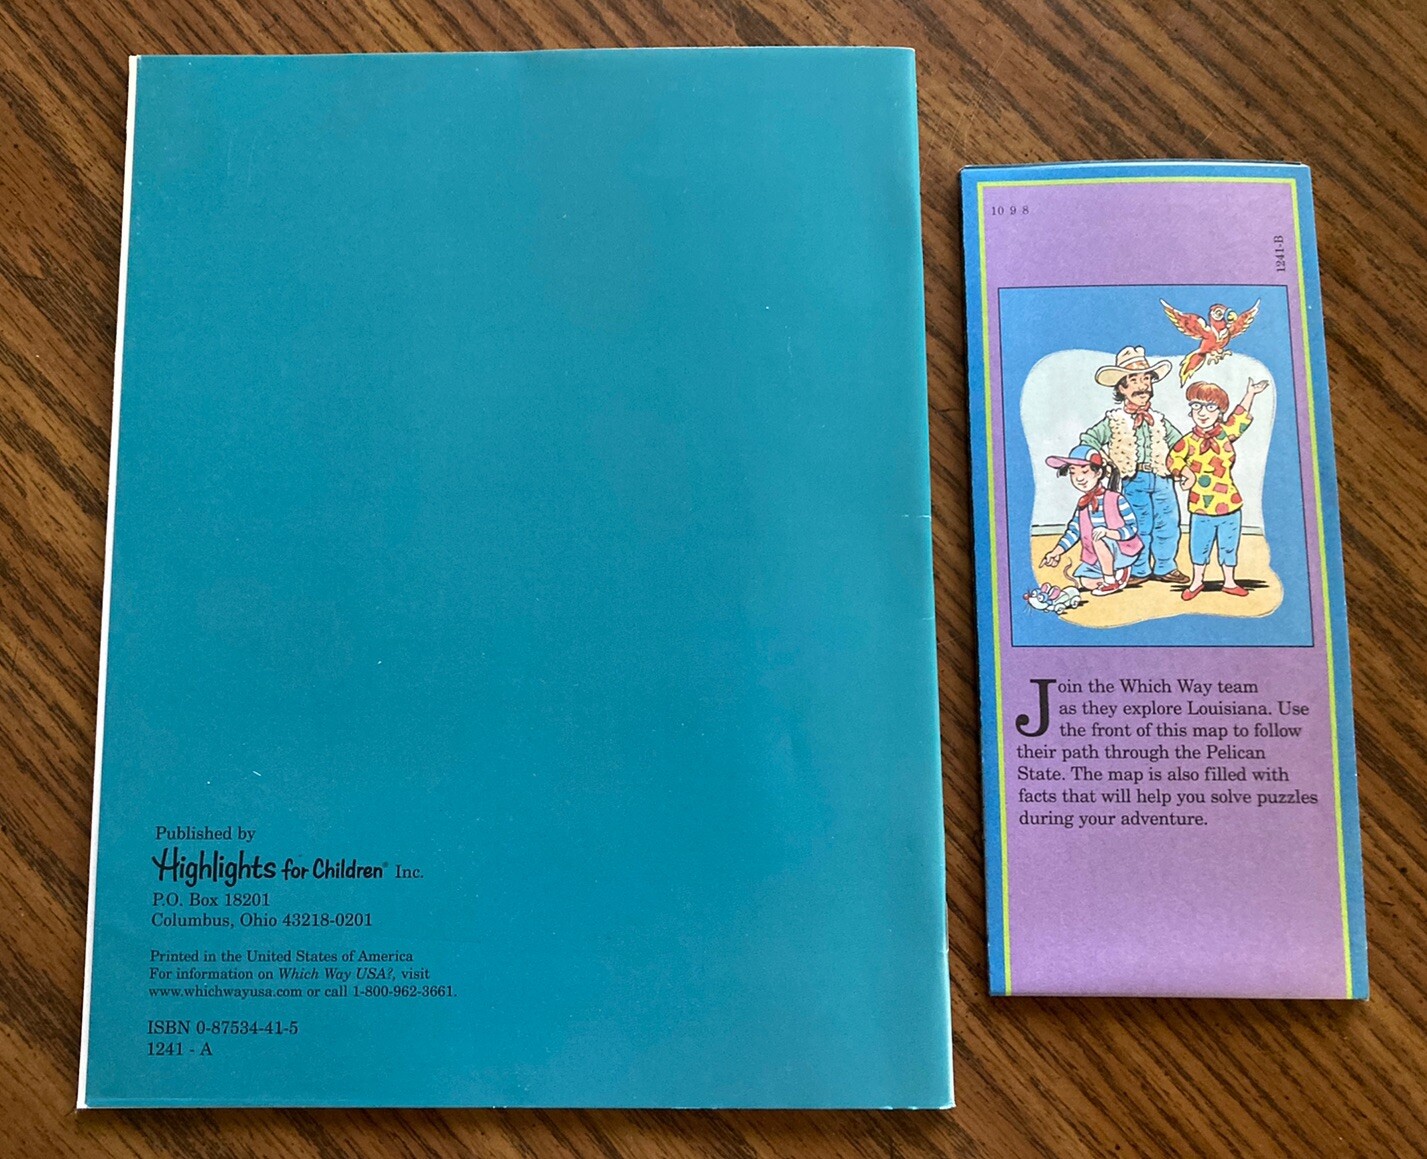 Published by
Highlights for Children® Inc.
P.O. Box 18201
Columbus, Ohio 43218-0201
Printed in the United States of America
For information on Which Way USA?, visit
www.whichwayusa.com or call 1-800-962-3661.
ISBN 0-87534-41-5
1241 - A
10 9 8
1241-B
Join the Which Way team
as they explore Louisiana. Use
the front of this map to follow
their path through the Pelican
State. The map is also filled with
facts that will help you solve puzzles
during your adventure.